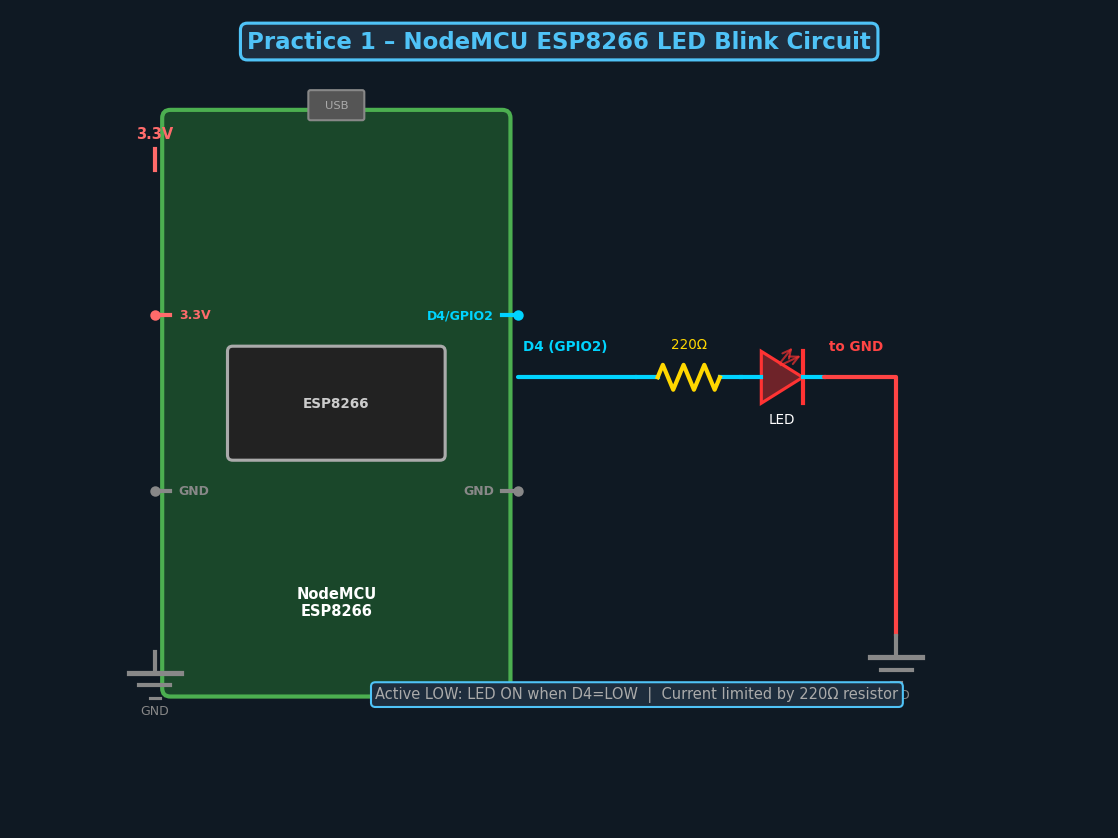 Practice 1 – NodeMCU ESP8266 LED Blink Circuit
USB
3.3V
3.3V
D4/GPIO2
D4 (GPIO2)
220Ω
to GND
ESP8266
LED
GND
GND
NodeMCU
ESP8266
Active LOW: LED ON when D4=LOW | Current limited by 220Ω resistor
GND